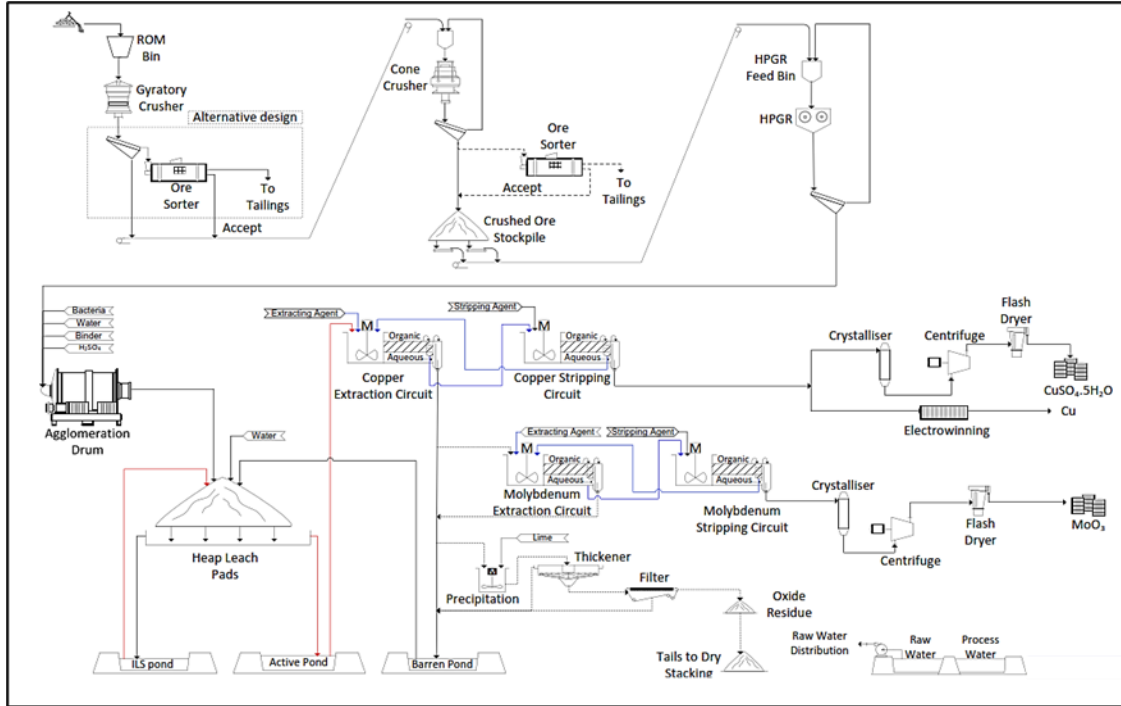 ROM
Bin
Gyratory
Crusher
Alternative design
Ore
Sorter
To
Tailings
Accept
Cone
Crusher
Ore
Sorter
Accept
To
Tailings
Crushed Ore
Stockpile
HPGR
Feed Bin
HPGR
Bacteria
Water
Binder
H₂SO₄
Agglomeration
Drum
Water
Heap Leach
Pads
ILS pond
Active Pond
Barren Pond
Extracting Agent
M
Organic
Aqueous
Copper
Extraction Circuit
Stripping Agent
M
Organic
Aqueous
Copper Stripping
Circuit
Crystalliser
Centrifuge
Flash
Dryer
CuSO₄.5H₂O
Electrowinning
Cu
Extracting Agent
M
Organic
Aqueous
Molybdenum
Extraction Circuit
Stripping Agent
M
Organic
Aqueous
Molybdenum
Stripping Circuit
Crystalliser
Centrifuge
Flash
Dryer
MoO₃
Lime
Precipitation
Thickener
Filter
Oxide
Residue
Tails to Dry
Stacking
Raw Water
Distribution
Raw
Water
Process
Water